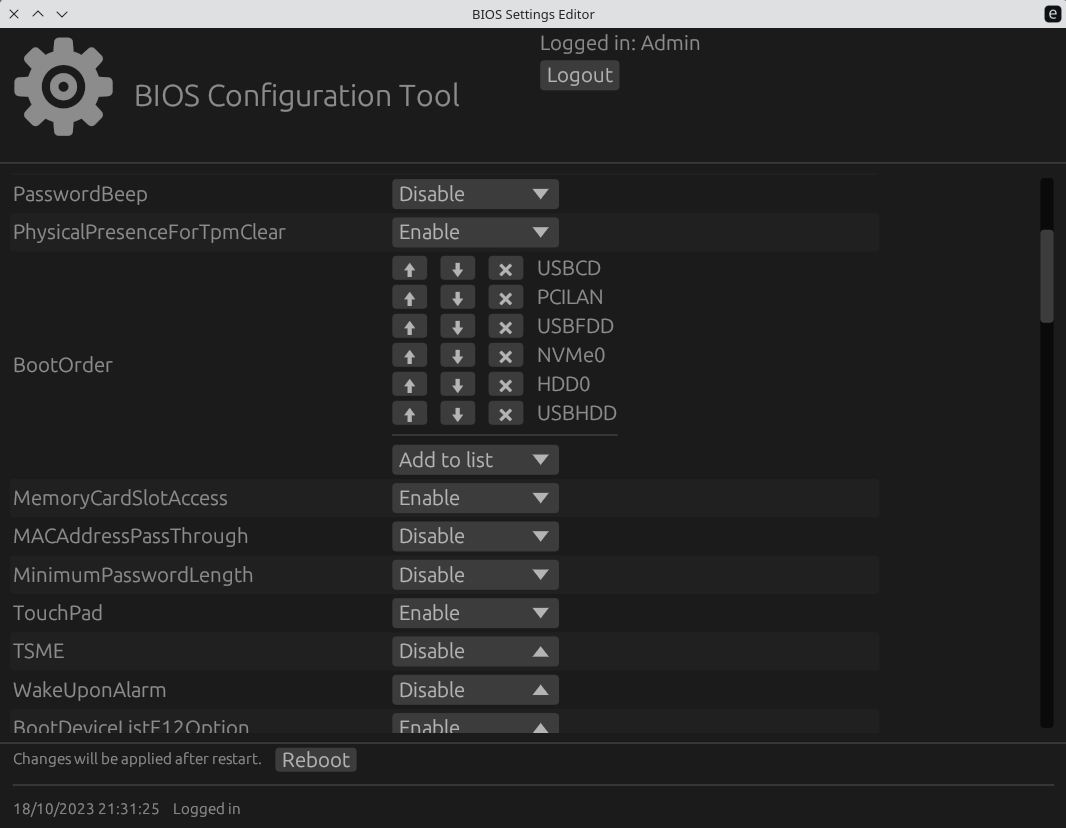 BIOS Settings Editor
e
Logged in: Admin
Logout
BIOS Configuration Tool
PasswordBeep Disable
PhysicalPresenceForTpmClear Enable
USBCD
PCILAN
USBFDD
NVMe0
BootOrder
HDD0
USBHDD
Add to list
MemoryCardSlotAccess Enable
MACAddressPassThrough Disable
MinimumPasswordLength Disable
TouchPad Enable
TSME Disable
WakeUponAlarm Disable
BootDeviceListF12Option Enable
Changes will be applied after restart. Reboot
18/10/2023 21:31:25 Logged in